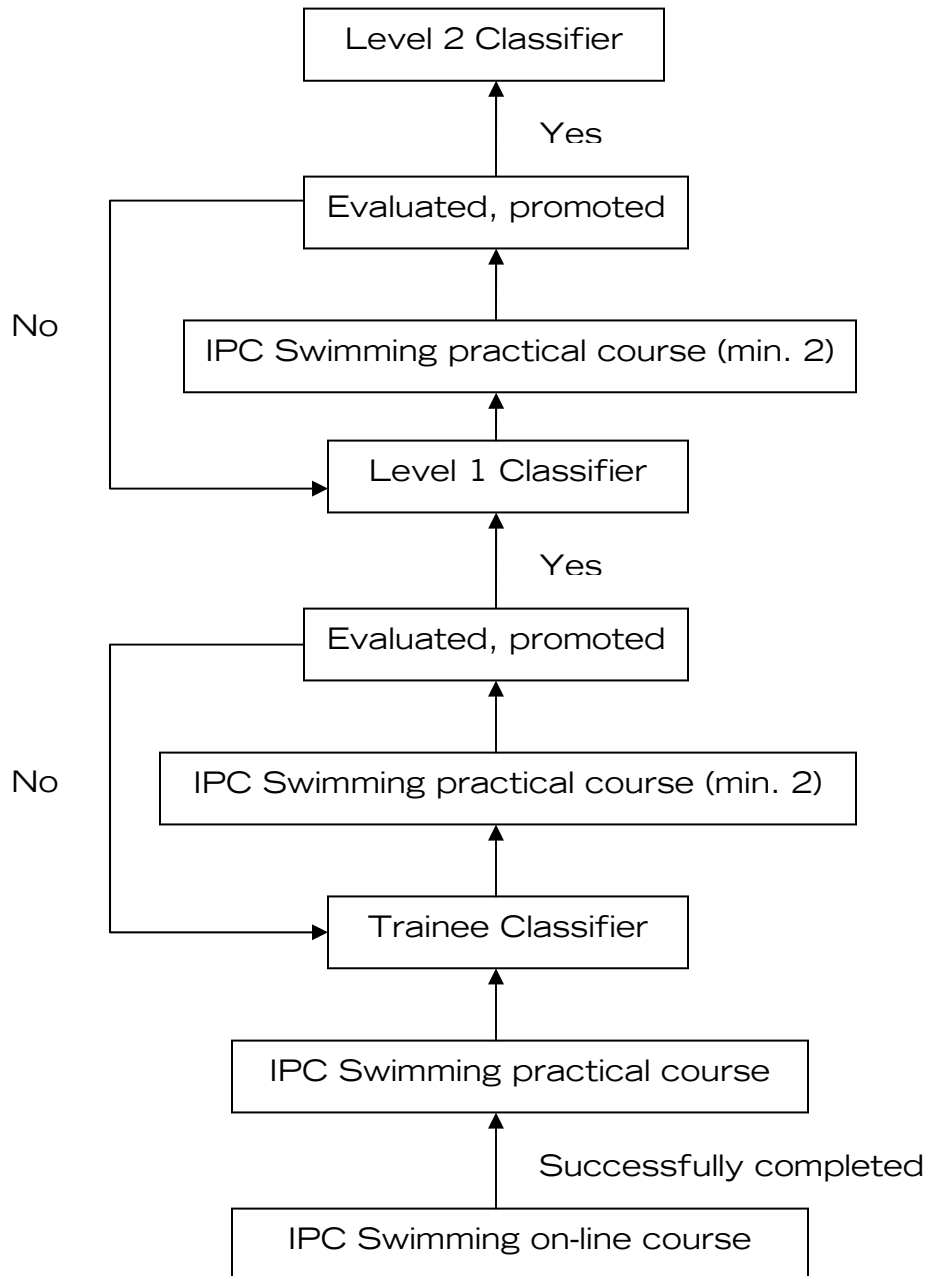 Level 2 Classifier
Yes
Evaluated, promoted
No
IPC Swimming practical course (min. 2)
Level 1 Classifier
Yes
Evaluated, promoted
No
IPC Swimming practical course (min. 2)
Trainee Classifier
IPC Swimming practical course
Successfully completed
IPC Swimming on-line course